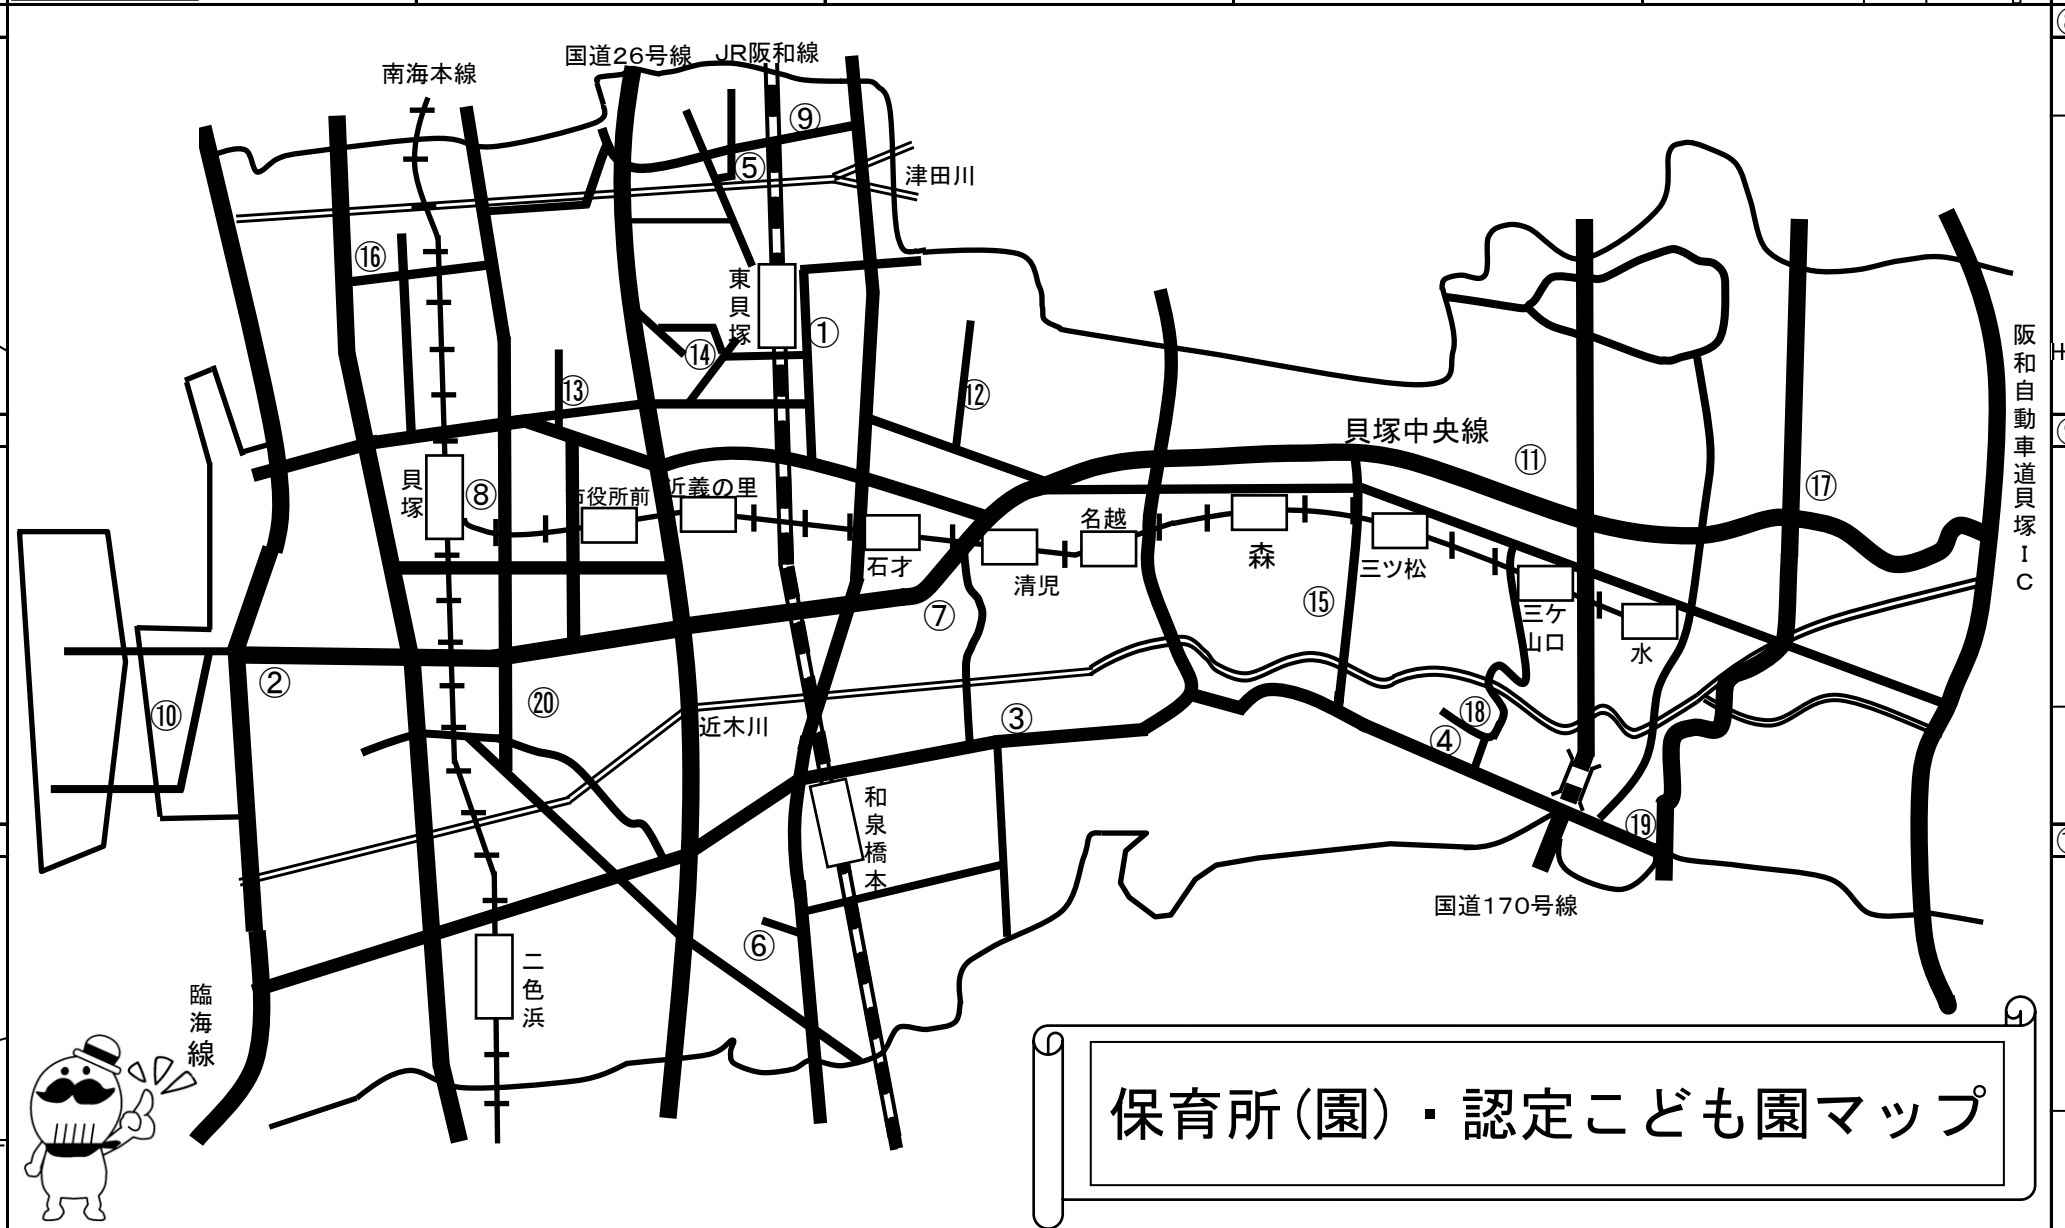 国道26号線
JR阪和線
南海本線
⑨
⑤
津田川
⑯
東貝塚
①
⑭
⑬
⑫
阪和自動車道貝塚IC
貝塚中央線
⑪
⑰
貝塚
⑧
市役所前
近義の里
石才
清児
名越
森
三ツ松
三ケ山口
水
⑦
⑮
②
⑩
⑳
近木川
③
⑱
④
⑲
和泉橋本
国道170号線
⑥
二色浜
臨海線
保育所(園)・認定こども園マップ